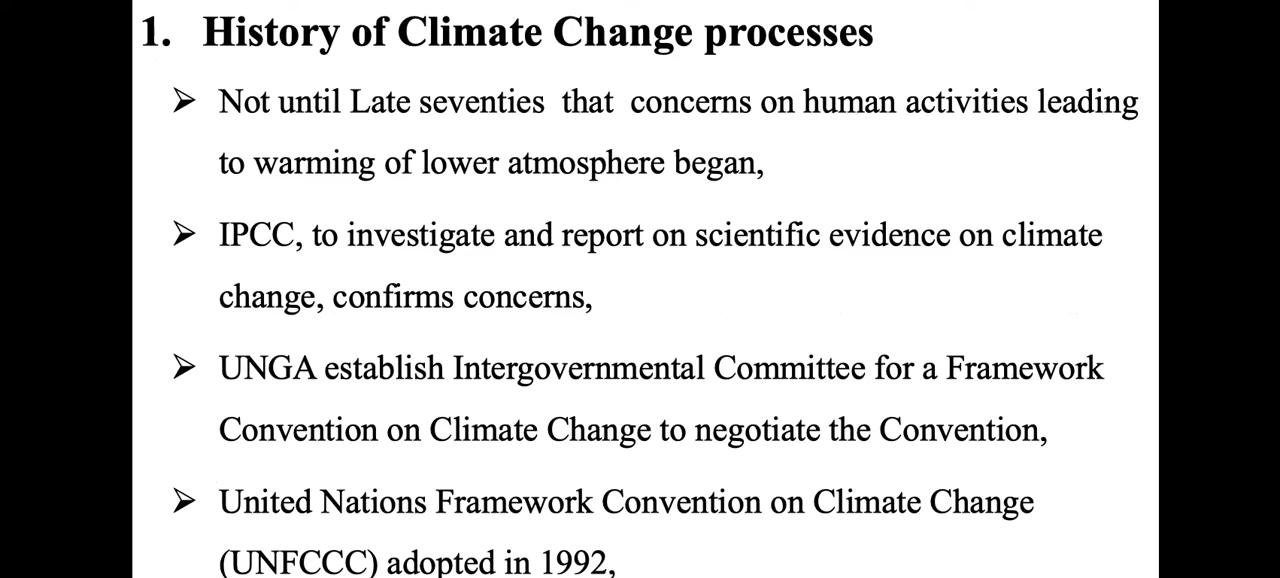 1. History of Climate Change processes
➢ Not until Late seventies that concerns on human activities leading
to warming of lower atmosphere began,
➢ IPCC, to investigate and report on scientific evidence on climate
change, confirms concerns,
➢ UNGA establish Intergovernmental Committee for a Framework
Convention on Climate Change to negotiate the Convention,
➢ United Nations Framework Convention on Climate Change
(UNFCCC) adopted in 1992,